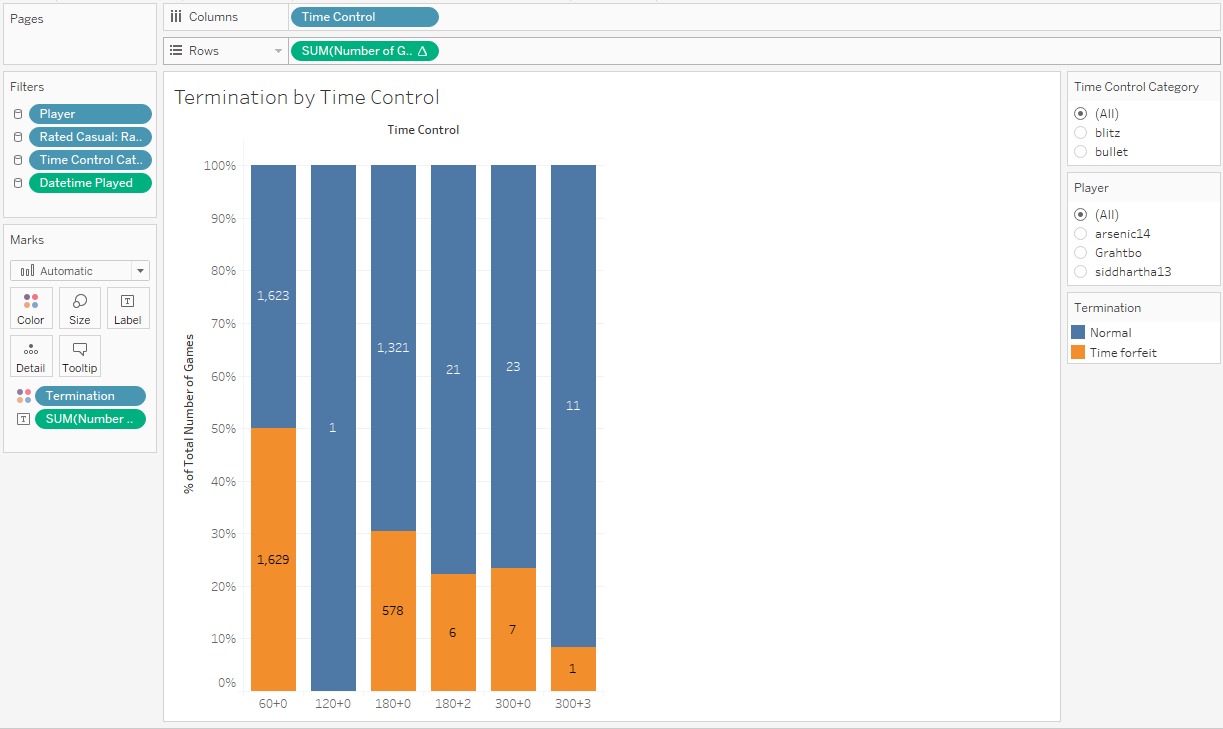 Pages
Columns
Time Control
Rows
SUM(Number of G.. Δ
Filters
Player
Rated Casual: Ra..
Time Control Cat..
Datetime Played
Marks
Automatic
Color
Size
Label
Detail
Tooltip
Termination
SUM(Number ..
Termination by Time Control
Time Control
% of Total Number of Games
100%
90%
80%
70%
60%
50%
40%
30%
20%
10%
0%
1,623
1,629
1
1,321
578
21
6
23
7
11
1
60+0
120+0
180+0
180+2
300+0
300+3
Time Control Category
(All)
blitz
bullet
Player
(All)
arsenic14
Grahtbo
siddhartha13
Termination
Normal
Time forfeit